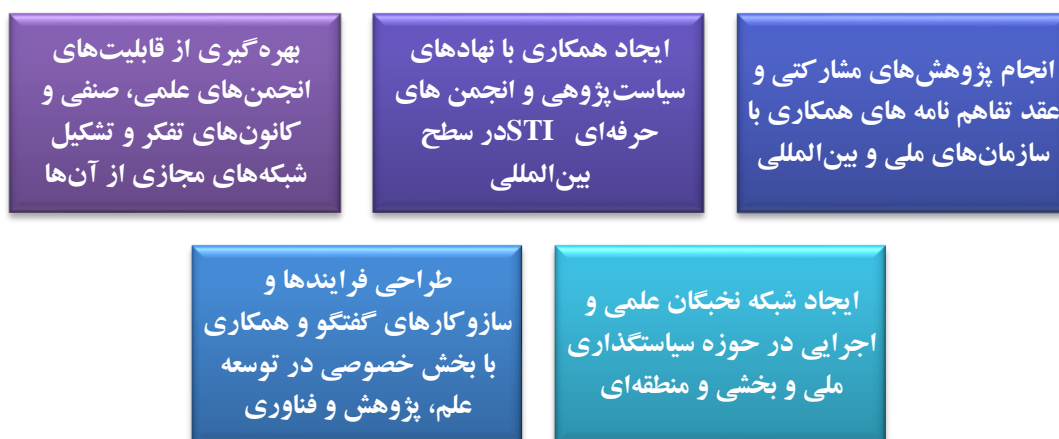 انجام پژوهش‌های مشارکتی و
عقد تفاهم نامه های همکاری با
سازمان‌های ملی و بین‌المللی
ایجاد همکاری با نهادهای
سیاست‌پژوهی و انجمن های
حرفه‌ای STIدر سطح
بین‌المللی
بهره‌گیری از قابلیت‌های
انجمن‌های علمی، صنفی و
کانون‌های تفکر و تشکیل
شبکه‌های مجازی از آن‌ها
ایجاد شبکه نخبگان علمی و
اجرایی در حوزه سیاستگذاری
ملی و بخشی و منطقه‌ای
طراحی فرایندها و
سازوکارهای گفتگو و همکاری
با بخش خصوصی در توسعه
علم، پژوهش و فناوری